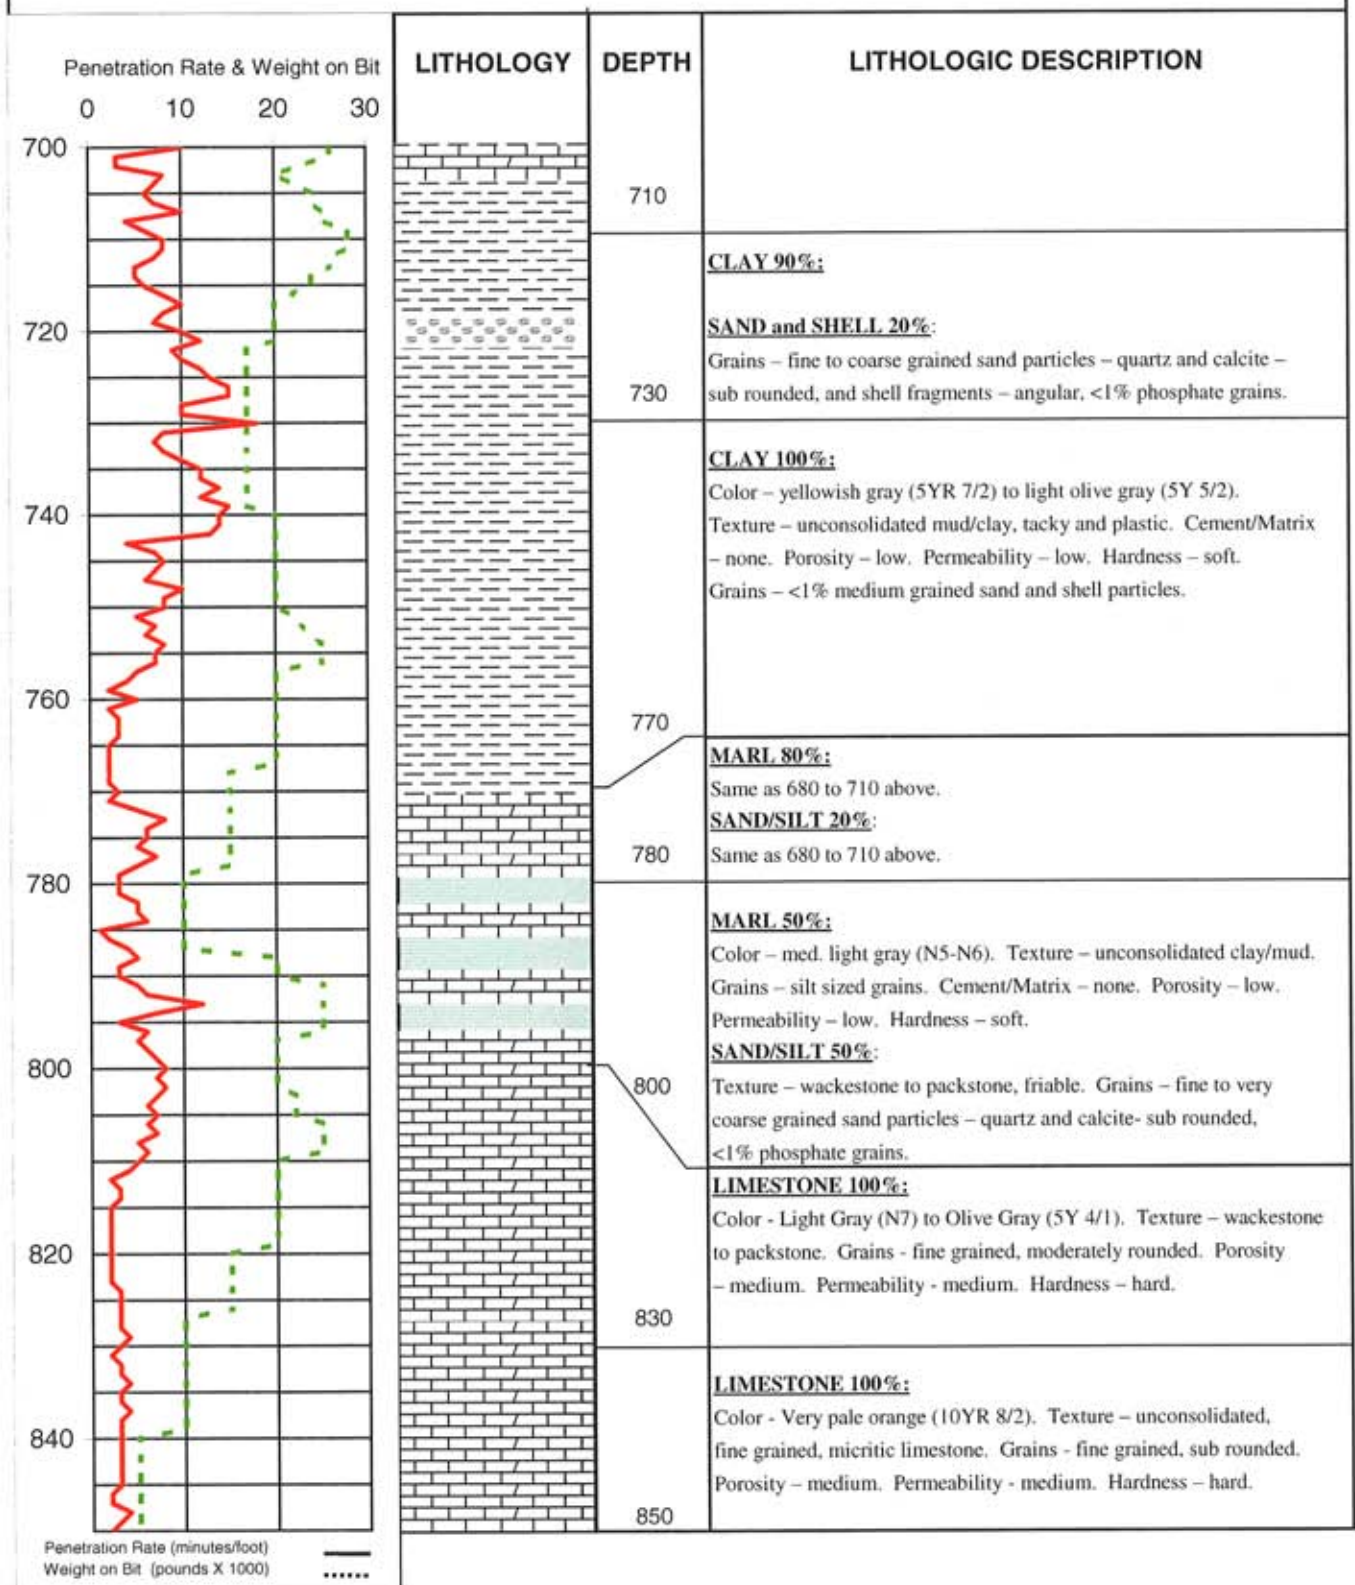 Penetration Rate & Weight on Bit
0 10 20 30
LITHOLOGY
DEPTH
LITHOLOGIC DESCRIPTION
700
720
740
760
780
800
820
840
710
730
770
780
800
830
850
CLAY 90%:
SAND and SHELL 20%:
Grains – fine to coarse grained sand particles – quartz and calcite –
sub rounded, and shell fragments – angular, <1% phosphate grains.
CLAY 100%:
Color – yellowish gray (5YR 7/2) to light olive gray (5Y 5/2).
Texture – unconsolidated mud/clay, tacky and plastic. Cement/Matrix
– none. Porosity – low. Permeability – low. Hardness – soft.
Grains – <1% medium grained sand and shell particles.
MARL 80%:
Same as 680 to 710 above.
SAND/SILT 20%:
Same as 680 to 710 above.
MARL 50%:
Color – med. light gray (N5-N6). Texture – unconsolidated clay/mud.
Grains – silt sized grains. Cement/Matrix – none. Porosity – low.
Permeability – low. Hardness – soft.
SAND/SILT 50%:
Texture – wackestone to packstone, friable. Grains – fine to very
coarse grained sand particles – quartz and calcite- sub rounded,
<1% phosphate grains.
LIMESTONE 100%:
Color - Light Gray (N7) to Olive Gray (5Y 4/1). Texture – wackestone
to packstone. Grains - fine grained, moderately rounded. Porosity
– medium. Permeability - medium. Hardness – hard.
LIMESTONE 100%:
Color - Very pale orange (10YR 8/2). Texture – unconsolidated,
fine grained, micritic limestone. Grains - fine grained, sub rounded.
Porosity – medium. Permeability - medium. Hardness – hard.
Penetration Rate (minutes/foot)
Weight on Bit (pounds X 1000)